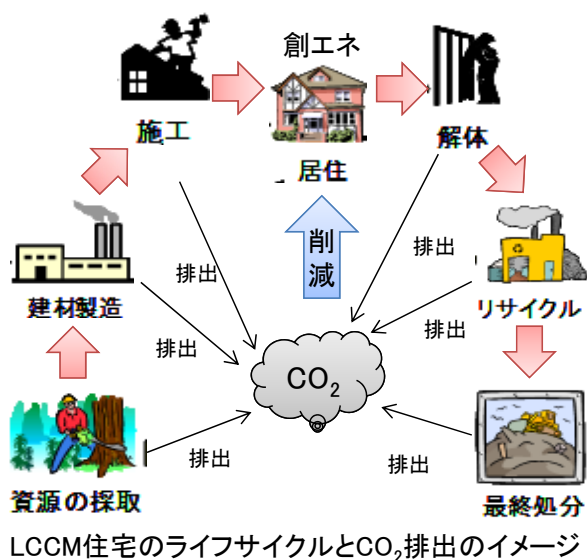 創エネ
施工
居住
解体
削減
排出
排出
建材製造
リサイクル
排出
排出
CO₂
資源の採取
排出
排出
最終処分
LCCM住宅のライフサイクルとCO₂排出のイメージ